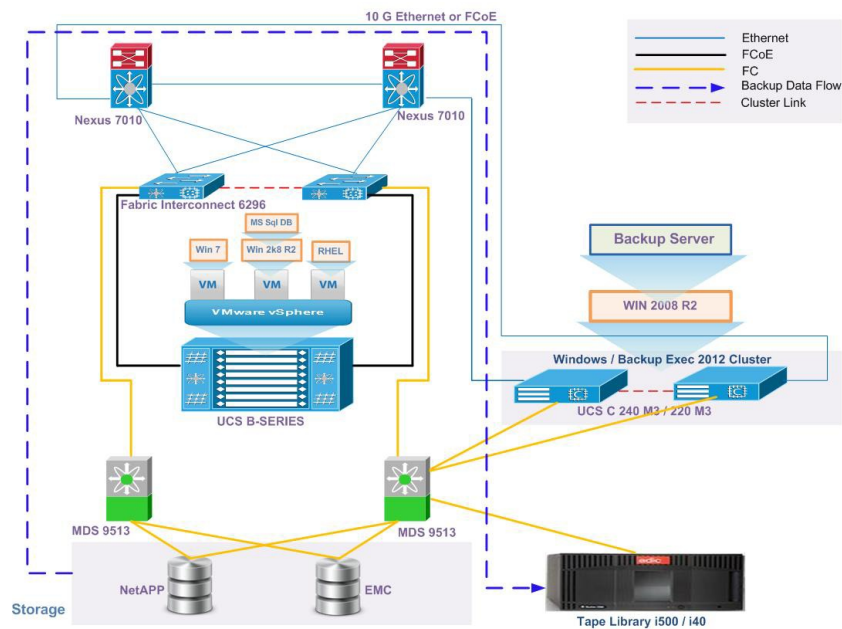 10 G Ethernet or FCoE
Ethernet
FCoE
FC
Backup Data Flow
Cluster Link
Nexus 7010
Nexus 7010
Fabric Interconnect 6296
MS Sql DB
Win 7
Win 2k8 R2
RHEL
VM
VM
VM
VMware vSphere
UCS B-SERIES
Backup Server
WIN 2008 R2
Windows / Backup Exec 2012 Cluster
UCS C 240 M3 / 220 M3
MDS 9513
MDS 9513
NetAPP
EMC
Storage
Tape Library i500 / i40